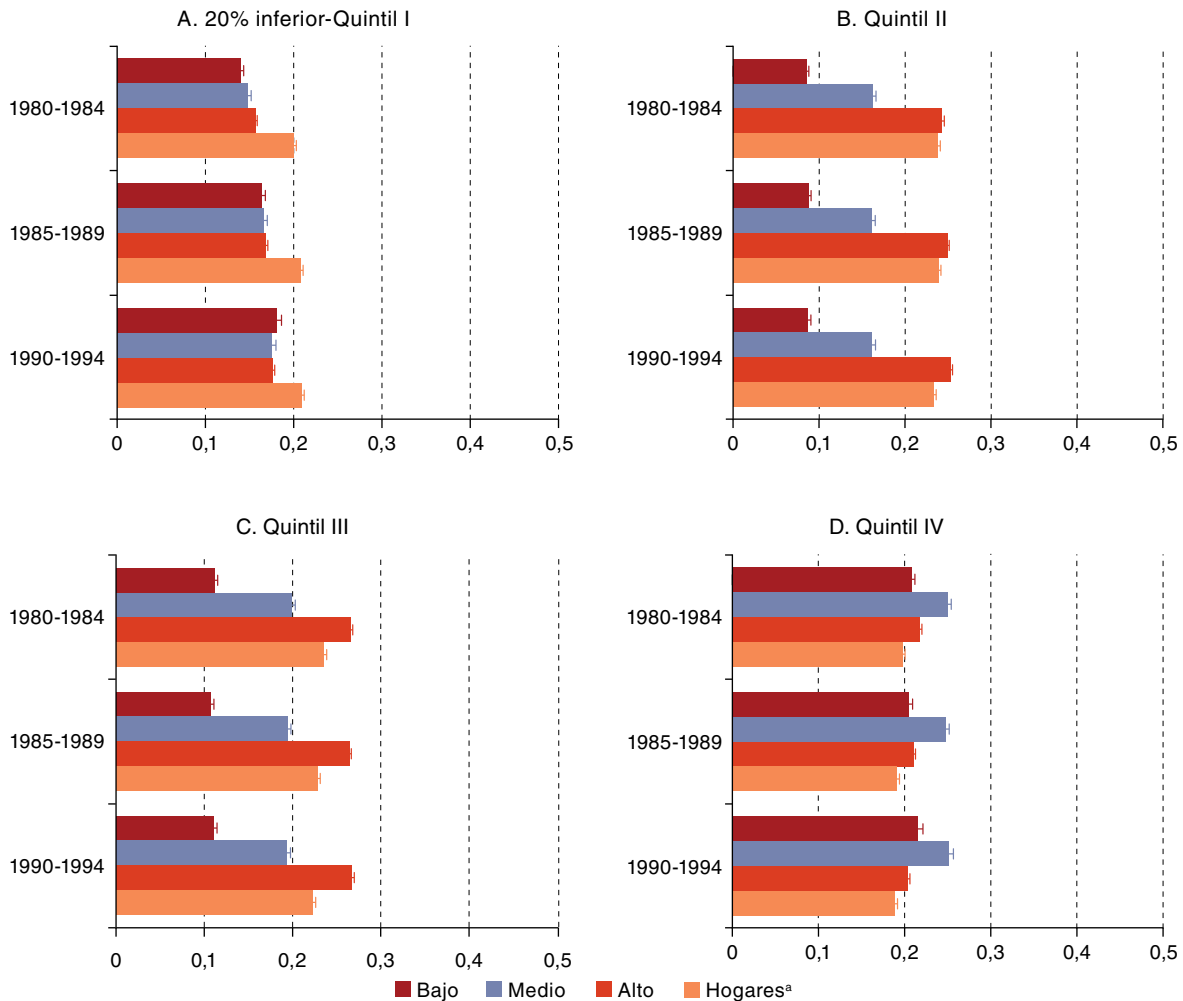 A. 20% inferior-Quintil I
1980-1984
1985-1989
1990-1994
0 0,1 0,2 0,3 0,4 0,5
B. Quintil II
1980-1984
1985-1989
1990-1994
0 0,1 0,2 0,3 0,4 0,5
C. Quintil III
1980-1984
1985-1989
1990-1994
0 0,1 0,2 0,3 0,4 0,5
D. Quintil IV
1980-1984
1985-1989
1990-1994
0 0,1 0,2 0,3 0,4 0,5
Bajo Medio Alto Hogaresª